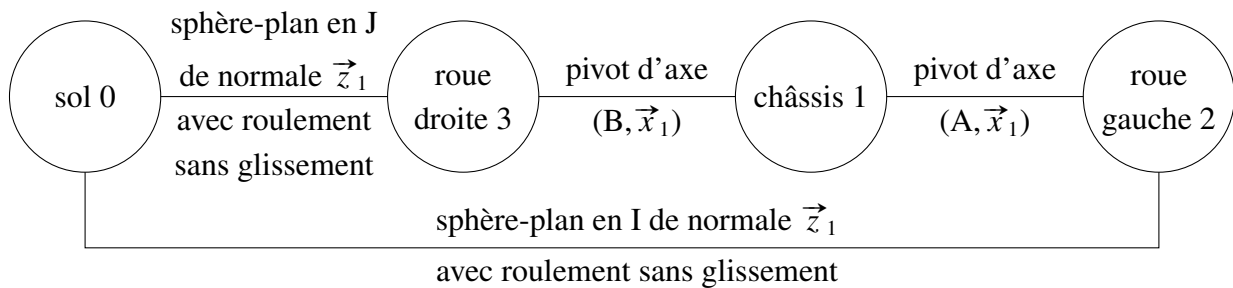 sol 0
sphère-plan en J
de normale z⃗ 1
avec roulement
sans glissement
roue
droite 3
pivot d'axe
(B, x⃗ 1)
châssis 1
pivot d'axe
(A, x⃗ 1)
roue
gauche 2
sphère-plan en I de normale z⃗ 1
avec roulement sans glissement